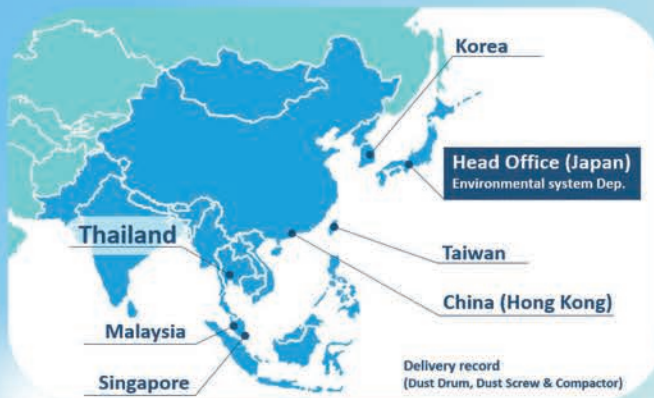 Korea
Head Office (Japan)
Environmental system Dep.
Thailand
Taiwan
China (Hong Kong)
Malaysia
Singapore
Delivery record
(Dust Drum, Dust Screw & Compactor)